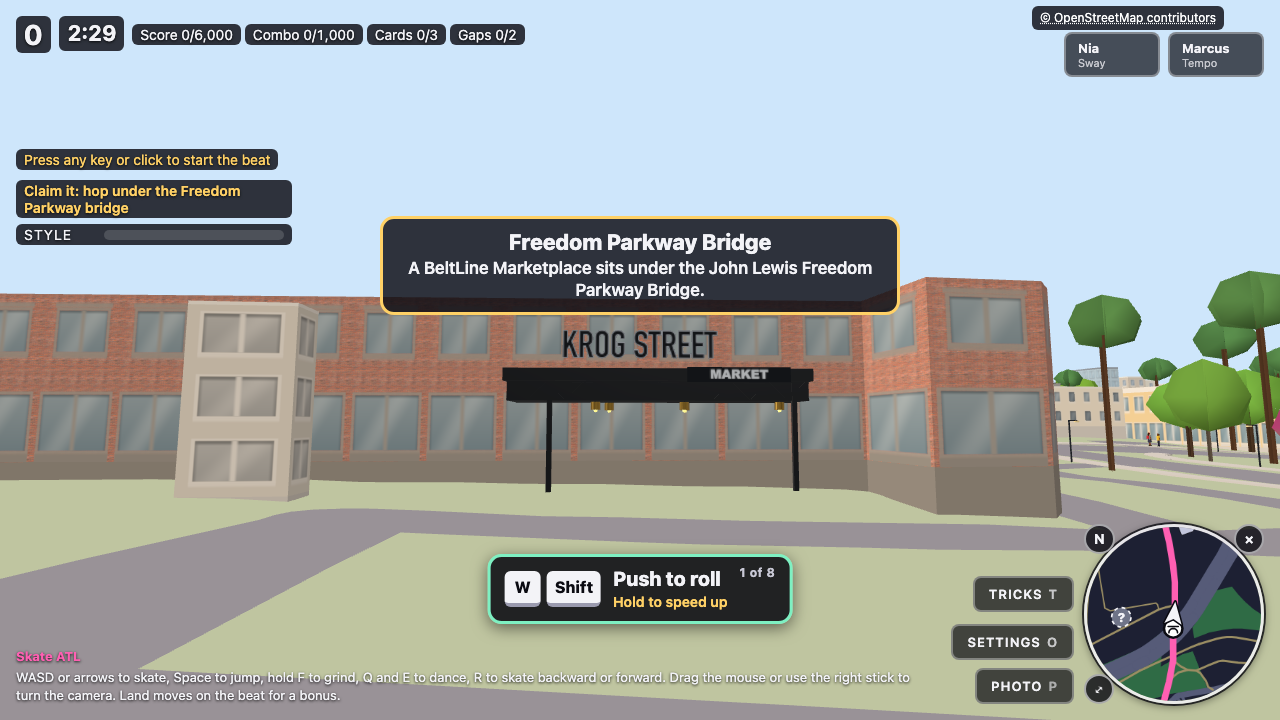 0
2:29
Score 0/6,000
Combo 0/1,000
Cards 0/3
Gaps 0/2
© OpenStreetMap contributors
Nia
Sway
Marcus
Tempo
Press any key or click to start the beat
Claim it: hop under the Freedom
Parkway bridge
STYLE
Freedom Parkway Bridge
A BeltLine Marketplace sits under the John Lewis Freedom
Parkway Bridge.
KROG STREET
MARKET
W
Shift
Push to roll
1 of 8
Hold to speed up
N
×
?
TRICKS T
SETTINGS O
PHOTO P
Skate ATL
WASD or arrows to skate, Space to jump, hold F to grind, Q and E to dance, R to skate backward or forward. Drag the mouse or use the right stick to
turn the camera. Land moves on the beat for a bonus.